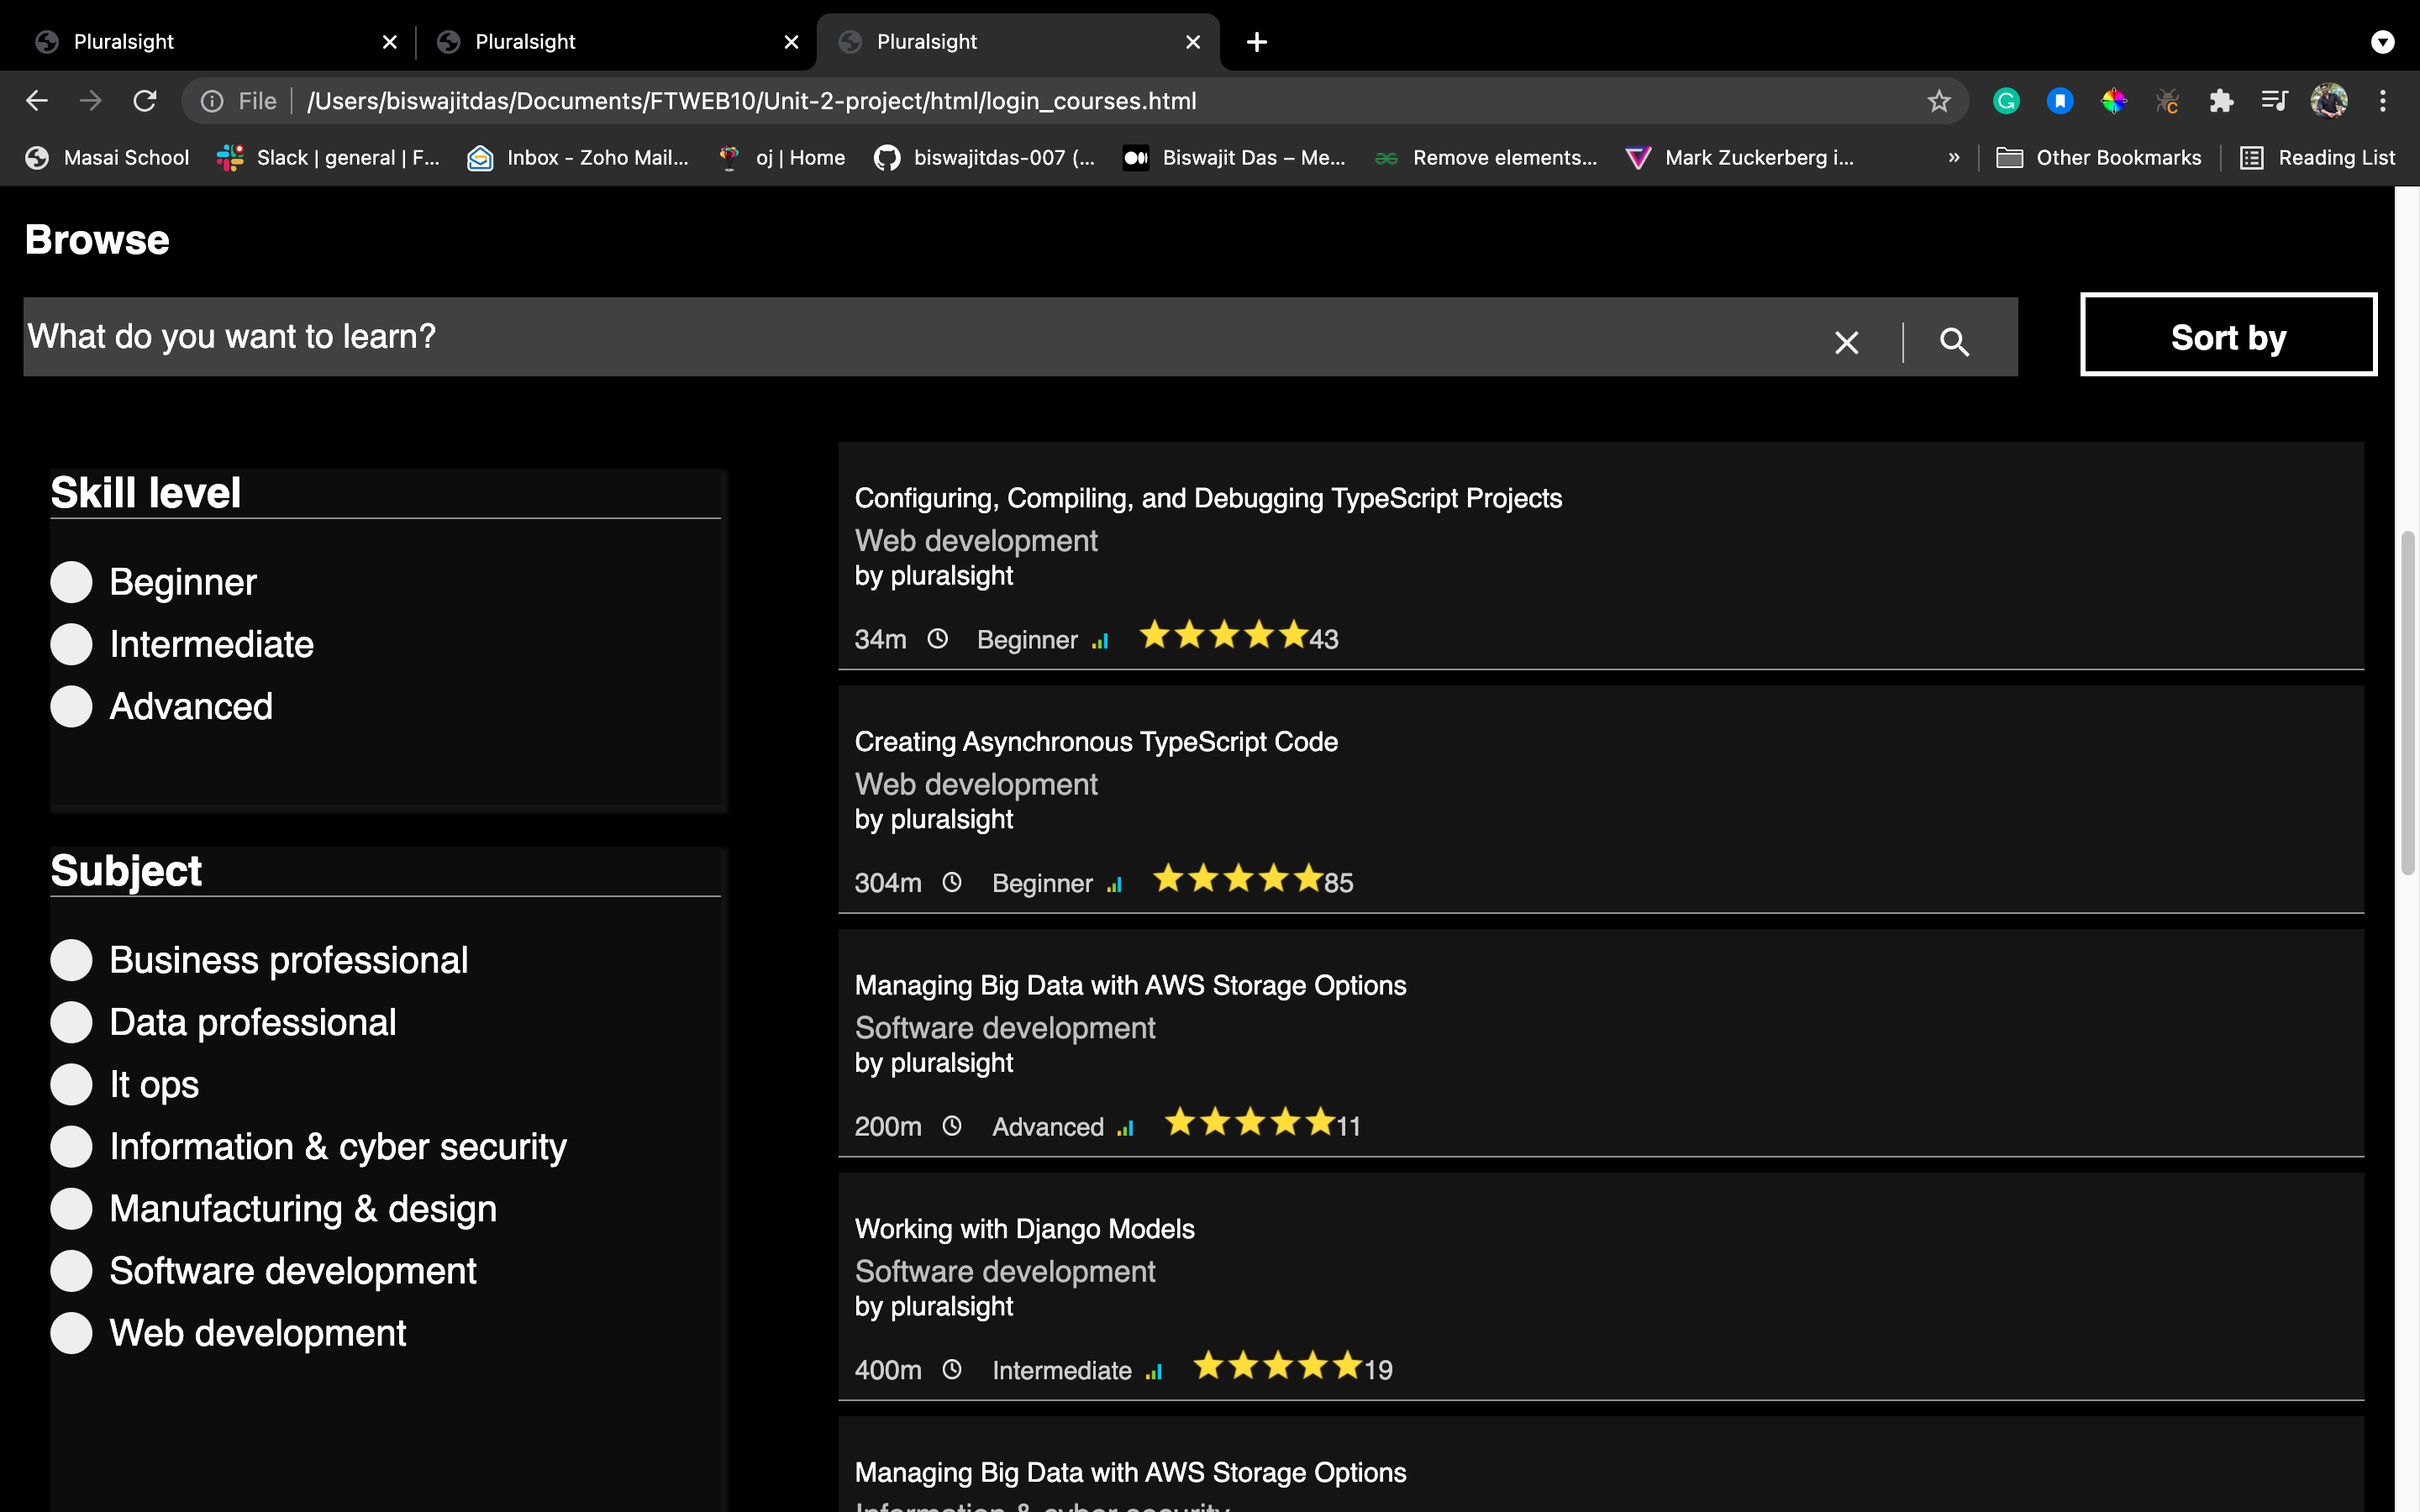 Pluralsight
Pluralsight
Pluralsight
File /Users/biswajitdas/Documents/FTWEB10/Unit-2-project/html/login_courses.html
Masai School Slack | general | F... Inbox - Zoho Mail... oj | Home biswajitdas-007 (... Biswajit Das – Me... Remove elements... Mark Zuckerberg i... » Other Bookmarks Reading List
Browse
What do you want to learn?
Sort by
Skill level
Beginner
Intermediate
Advanced
Subject
Business professional
Data professional
It ops
Information & cyber security
Manufacturing & design
Software development
Web development
Configuring, Compiling, and Debugging TypeScript Projects
Web development
by pluralsight
34m Beginner 43
Creating Asynchronous TypeScript Code
Web development
by pluralsight
304m Beginner 85
Managing Big Data with AWS Storage Options
Software development
by pluralsight
200m Advanced 11
Working with Django Models
Software development
by pluralsight
400m Intermediate 19
Managing Big Data with AWS Storage Options
Information & cyber security